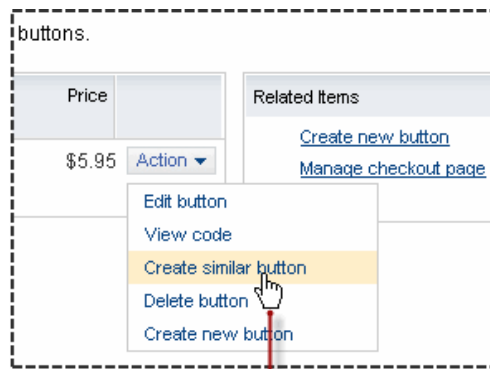 buttons.
Price
Related Items
$5.95 Action
Create new button
Manage checkout page
Edit button
View code
Create similar button
Delete button
Create new button